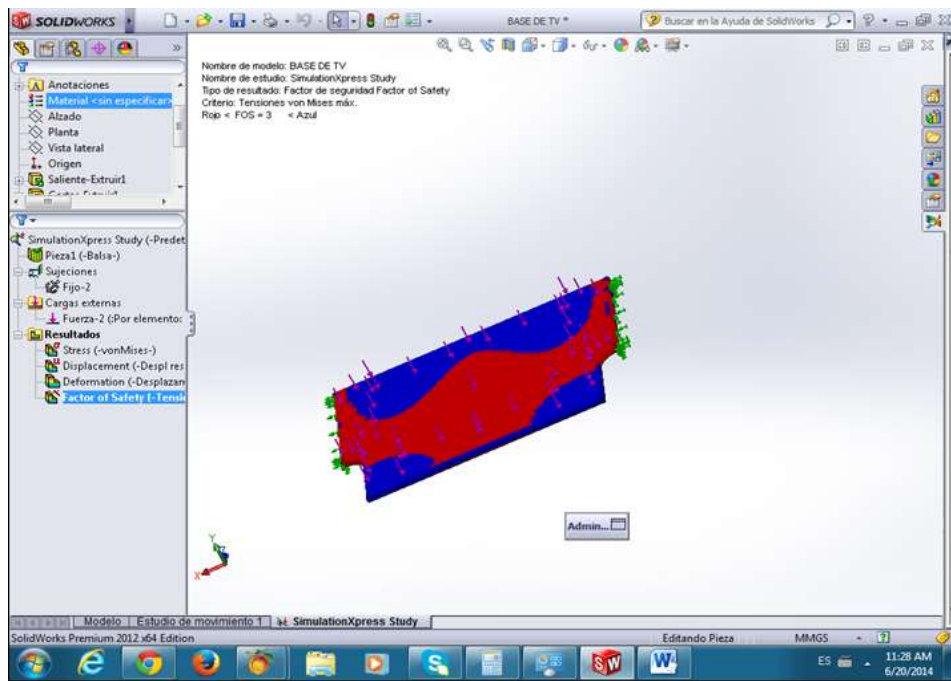 SOLIDWORKS
BASE DE TV *
Buscar en la Ayuda de SolidWorks
Nombre de modelo: BASE DE TV
Nombre de estudio: SimulationXpress Study
Tipo de resultado: Factor de seguridad Factor of Safety
Criterio: Tensiones von Mises máx.
Rojo < FOS = 3 < Azul
Anotaciones
Material <sin especificar>
Alzado
Planta
Vista lateral
Origen
Saliente-Extruir1
SimulationXpress Study (-Predet
Pieza1 (-Balsa-)
Sujeciones
Fijo-2
Cargas externas
Fuerza-2 (:Por elemento:
Resultados
Stress (-vonMises-)
Displacement (-Despl res
Deformation (-Desplazan
Factor of Safety (-Tensi
Admin...
X
Y
Modelo
Estudio de movimiento 1
SimulationXpress Study
SolidWorks Premium 2012 x64 Edition
Editando Pieza
MMGS
ES
11:28 AM
6/20/2014